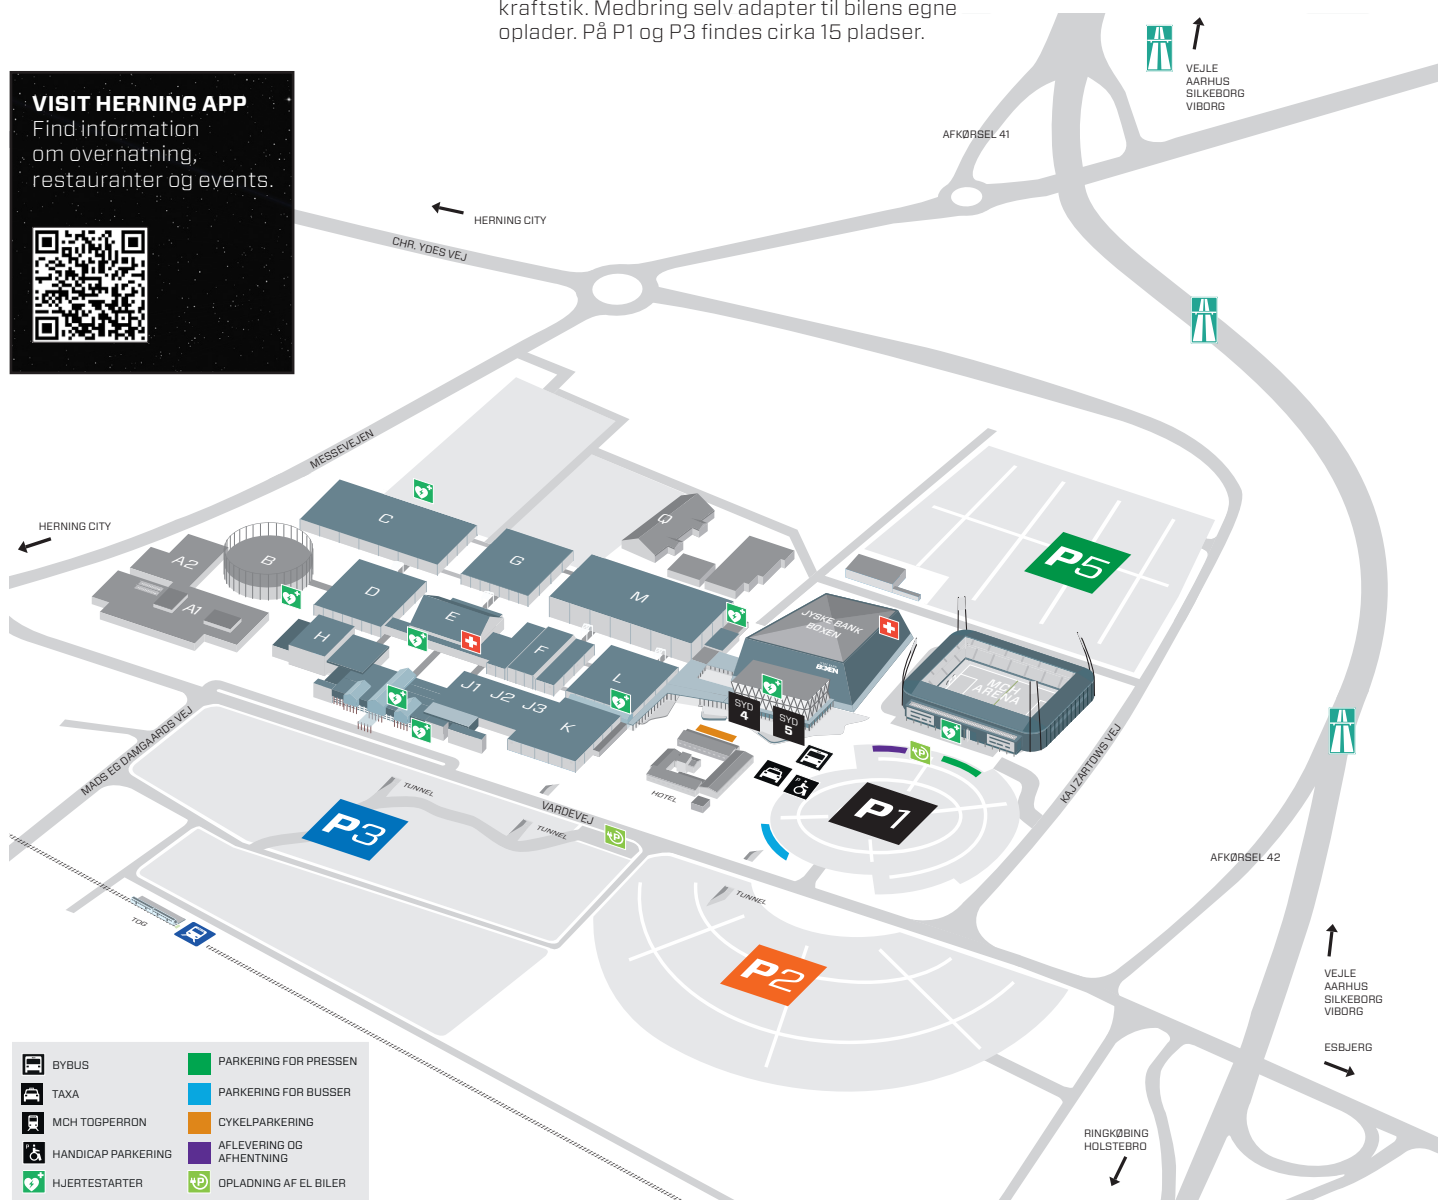 kraftstik. Medbring selv adapter til bilens egne
oplader. På P1 og P3 findes cirka 15 pladser.
VISIT HERNING APP
Find information
om overnatning,
restauranter og events.
VEJLE
AARHUS
SILKEBORG
VIBORG
AFKØRSEL 41
HERNING CITY
CHR. YDES VEJ
MESSEVEJEN
HERNING CITY
C
Q
G
B
A2
A1
D
E
M
H
F
L
J1
J2
J3
K
P5
JYSKE BANK
BOXEN
BOXEN
MCH
ARENA
SYD
4
SYD
5
MADS EG DAMGAARDS VEJ
KAJ ZARTOWS VEJ
HOTEL
TUNNEL
VARDEVEJ
TUNNEL
P3
P1
AFKØRSEL 42
TUNNEL
TOG
P2
VEJLE
AARHUS
SILKEBORG
VIBORG
ESBJERG
RINGKØBING
HOLSTEBRO
BYBUS
TAXA
MCH TOGPERRON
P
HANDICAP PARKERING
HJERTESTARTER
PARKERING FOR PRESSEN
PARKERING FOR BUSSER
CYKELPARKERING
AFLEVERING OG
AFHENTNING
P
OPLADNING AF EL BILER